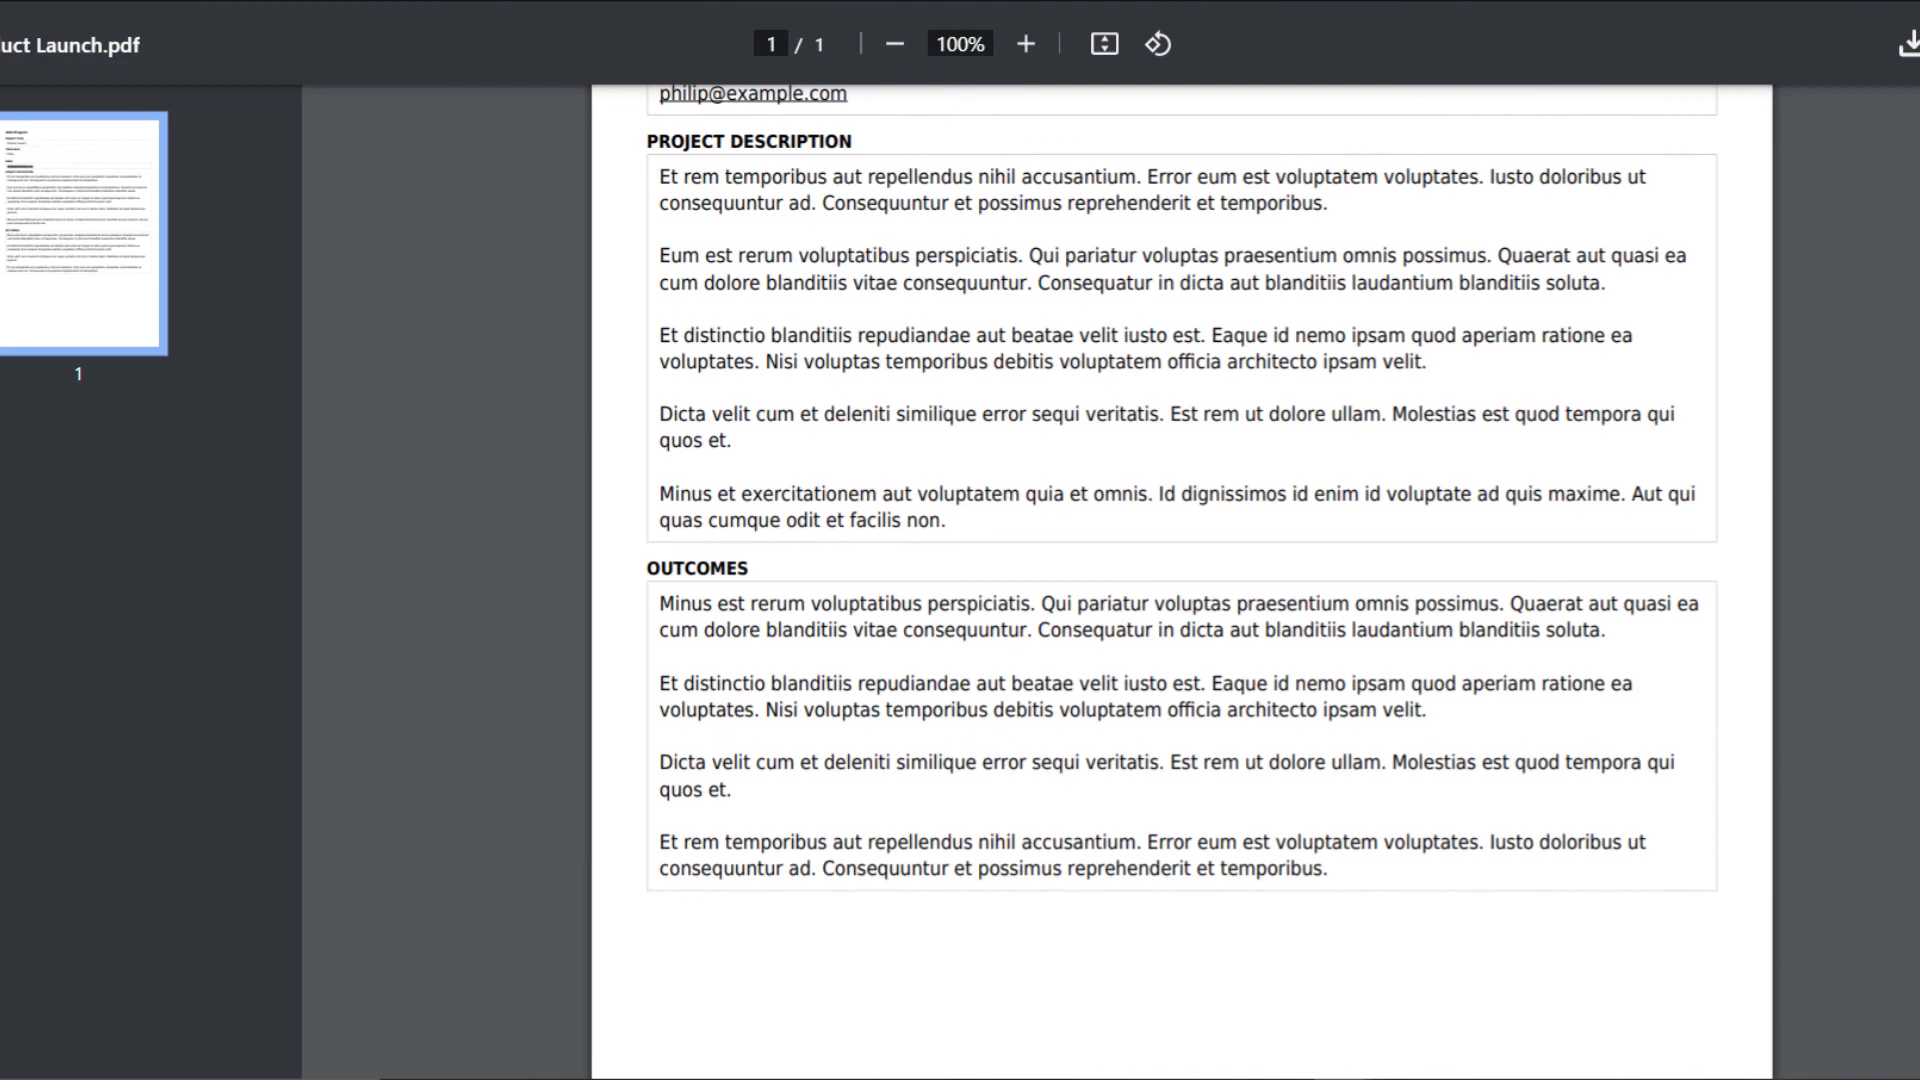 uct Launch.pdf
1 / 1
100%
1
philip@example.com
PROJECT DESCRIPTION
Et rem temporibus aut repellendus nihil accusantium. Error eum est voluptatem voluptates. Iusto doloribus ut
consequuntur ad. Consequuntur et possimus reprehenderit et temporibus.
Eum est rerum voluptatibus perspiciatis. Qui pariatur voluptas praesentium omnis possimus. Quaerat aut quasi ea
cum dolore blanditiis vitae consequuntur. Consequatur in dicta aut blanditiis laudantium blanditiis soluta.
Et distinctio blanditiis repudiandae aut beatae velit iusto est. Eaque id nemo ipsam quod aperiam ratione ea
voluptates. Nisi voluptas temporibus debitis voluptatem officia architecto ipsam velit.
Dicta velit cum et deleniti similique error sequi veritatis. Est rem ut dolore ullam. Molestias est quod tempora qui
quos et.
Minus et exercitationem aut voluptatem quia et omnis. Id dignissimos id enim id voluptate ad quis maxime. Aut qui
quas cumque odit et facilis non.
OUTCOMES
Minus est rerum voluptatibus perspiciatis. Qui pariatur voluptas praesentium omnis possimus. Quaerat aut quasi ea
cum dolore blanditiis vitae consequuntur. Consequatur in dicta aut blanditiis laudantium blanditiis soluta.
Et distinctio blanditiis repudiandae aut beatae velit iusto est. Eaque id nemo ipsam quod aperiam ratione ea
voluptates. Nisi voluptas temporibus debitis voluptatem officia architecto ipsam velit.
Dicta velit cum et deleniti similique error sequi veritatis. Est rem ut dolore ullam. Molestias est quod tempora qui
quos et.
Et rem temporibus aut repellendus nihil accusantium. Error eum est voluptatem voluptates. Iusto doloribus ut
consequuntur ad. Consequuntur et possimus reprehenderit et temporibus.